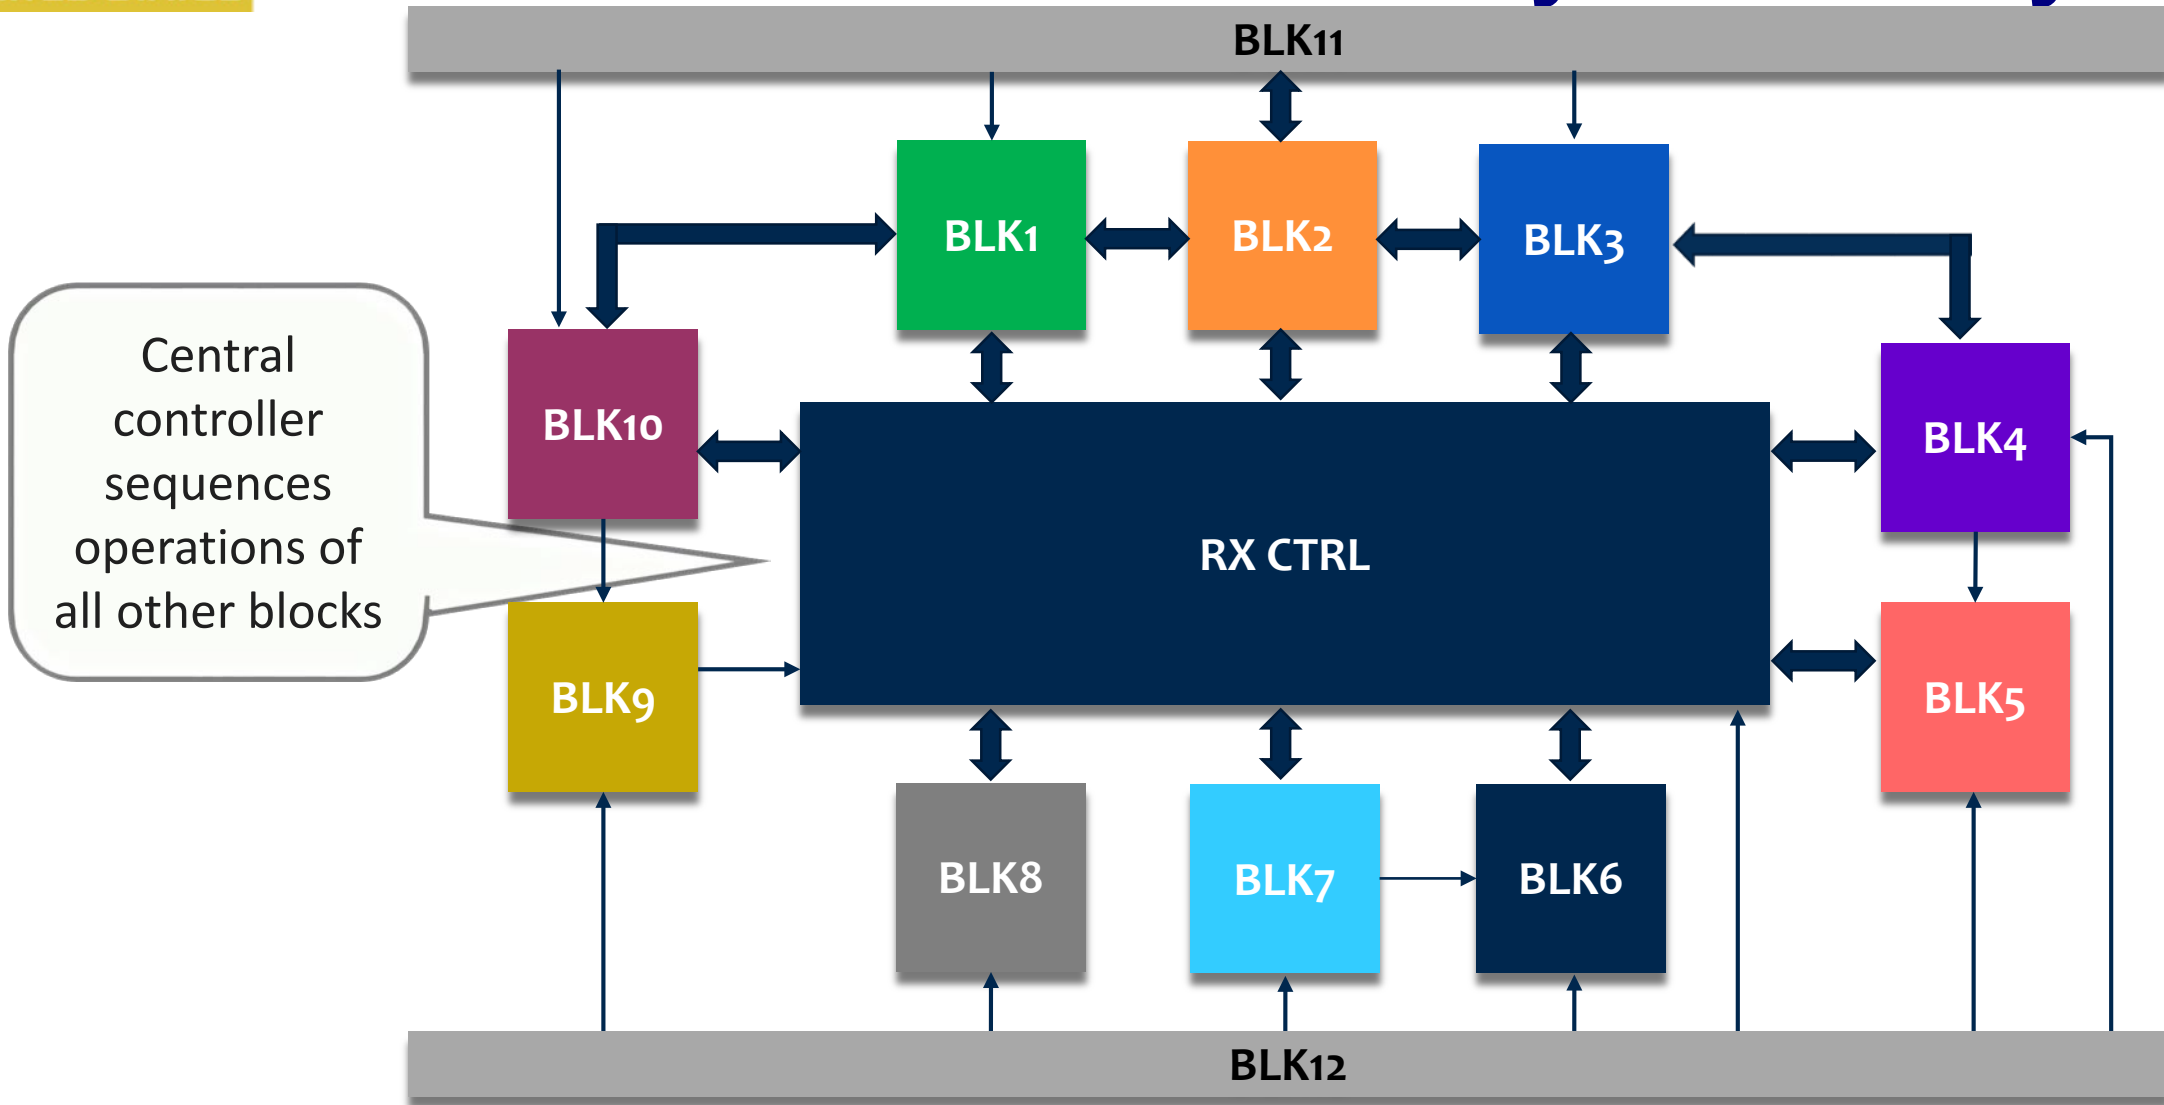 BLK11
BLK1
BLK2
BLK3
Central
controller
sequences
operations of
all other blocks
BLK10
BLK4
RX CTRL
BLK9
BLK5
BLK8
BLK7
BLK6
BLK12